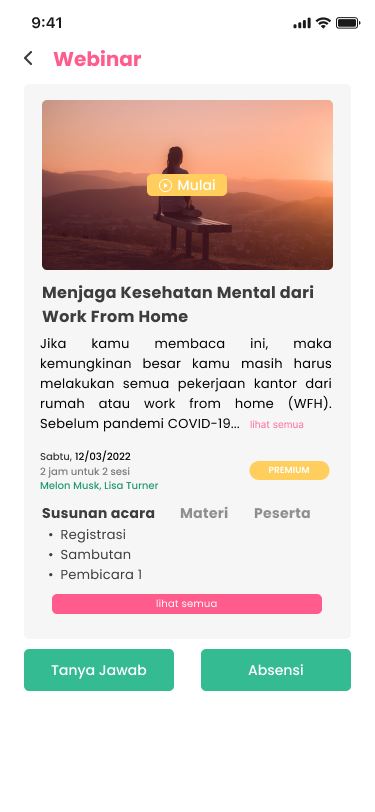 9:41
Webinar
Mulai
Menjaga Kesehatan Mental dari
Work From Home
Jika kamu membaca ini, maka
kemungkinan besar kamu masih harus
melakukan semua pekerjaan kantor dari
rumah atau work from home (WFH).
Sebelum pandemi COVID-19... lihat semua
Sabtu, 12/03/2022
2 jam untuk 2 sesi
PREMIUM
Melon Musk, Lisa Turner
Susunan acara Materi Peserta
• Registrasi
• Sambutan
• Pembicara 1
lihat semua
Tanya Jawab Absensi